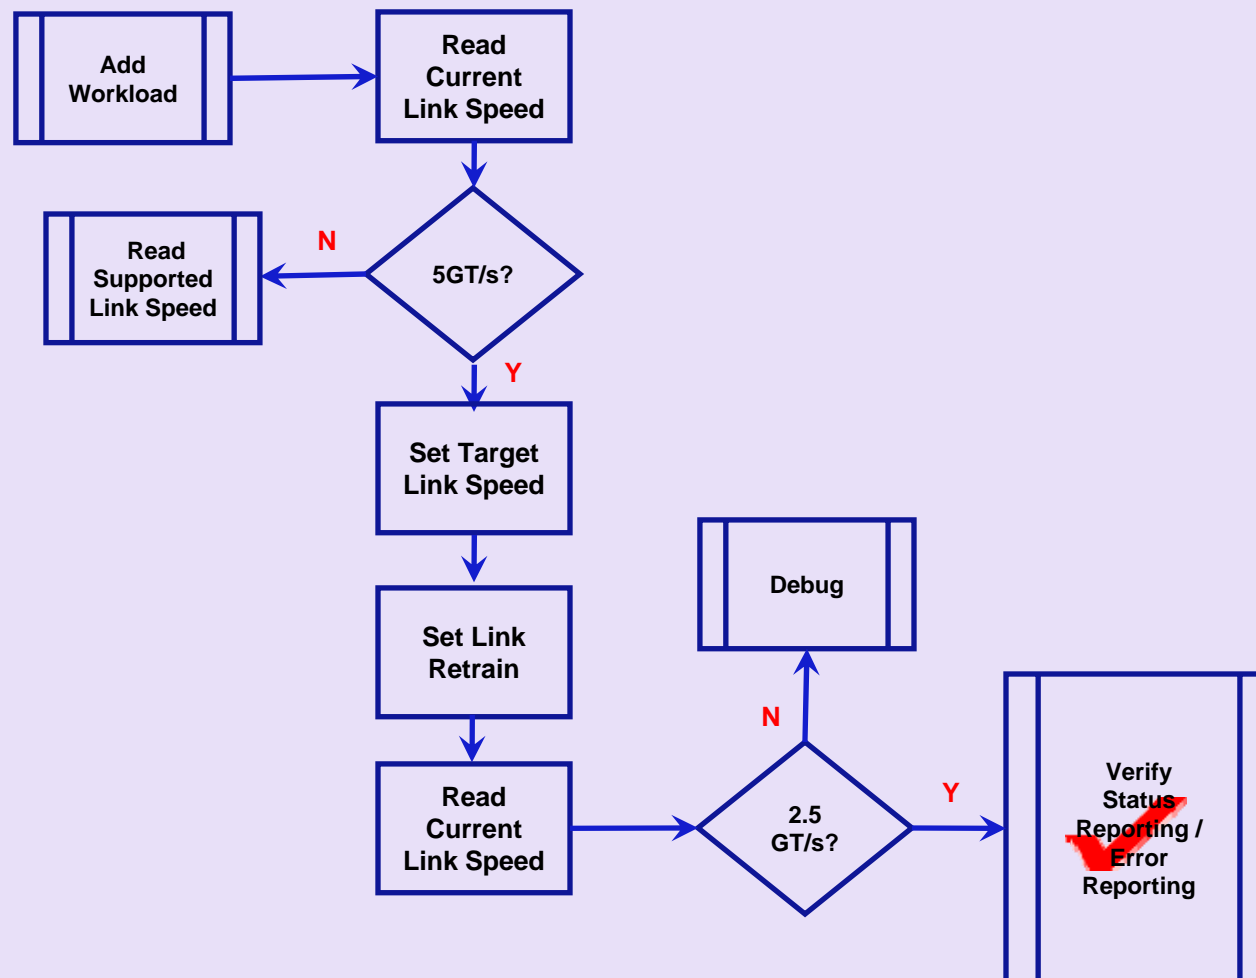 Add
Workload
Read
Current
Link Speed
N
Read
Supported
Link Speed
5GT/s?
Y
Set Target
Link Speed
Set Link
Retrain
Debug
N
Read
Current
Link Speed
2.5
GT/s?
Y
Verify
Status
Reporting /
Error
Reporting